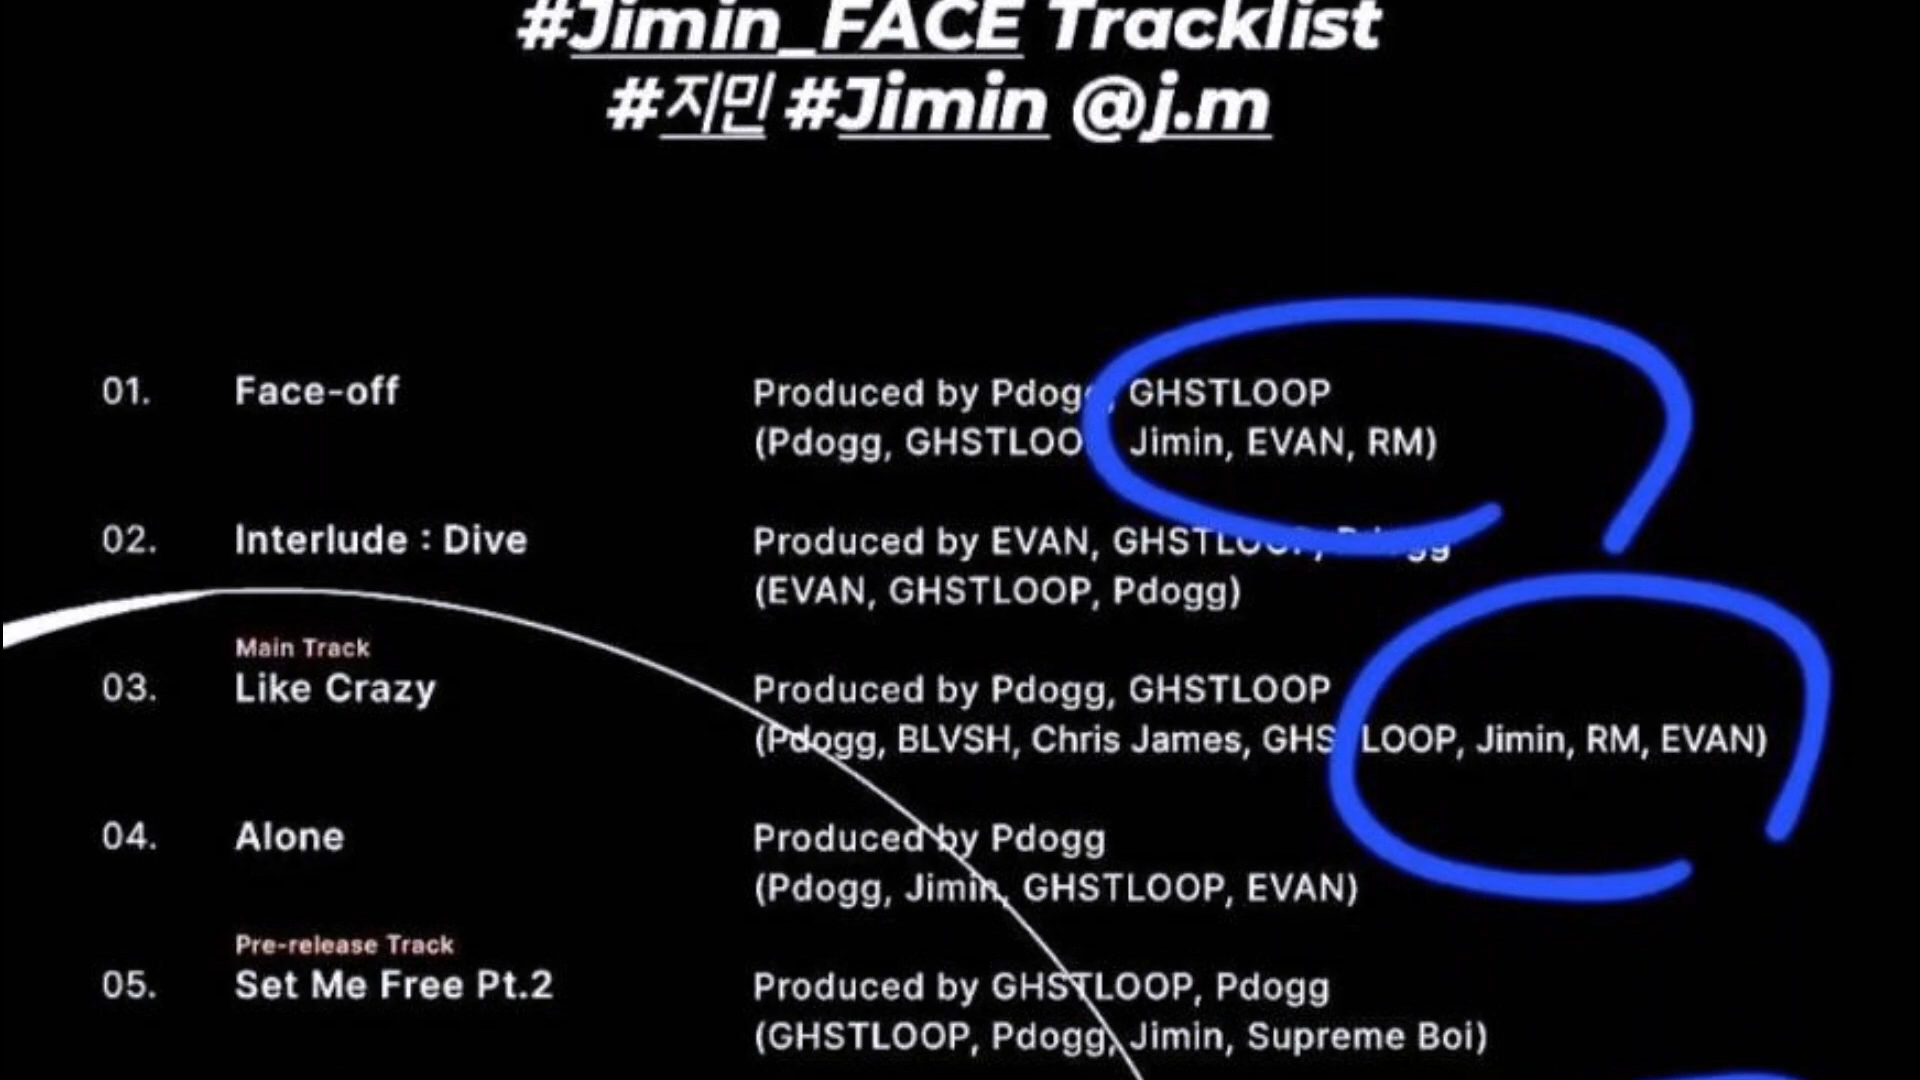 #Jimin_FACE Tracklist
#지민 #Jimin @j.m
01. Face-off Produced by Pdogg, GHSTLOOP
(Pdogg, GHSTLOOP, Jimin, EVAN, RM)
02. Interlude : Dive Produced by EVAN, GHSTLOOP, Pdogg
(EVAN, GHSTLOOP, Pdogg)
Main Track
03. Like Crazy Produced by Pdogg, GHSTLOOP
(Pdogg, BLVSH, Chris James, GHSTLOOP, Jimin, RM, EVAN)
04. Alone Produced by Pdogg
(Pdogg, Jimin, GHSTLOOP, EVAN)
Pre-release Track
05. Set Me Free Pt.2 Produced by GHSTLOOP, Pdogg
(GHSTLOOP, Pdogg, Jimin, Supreme Boi)